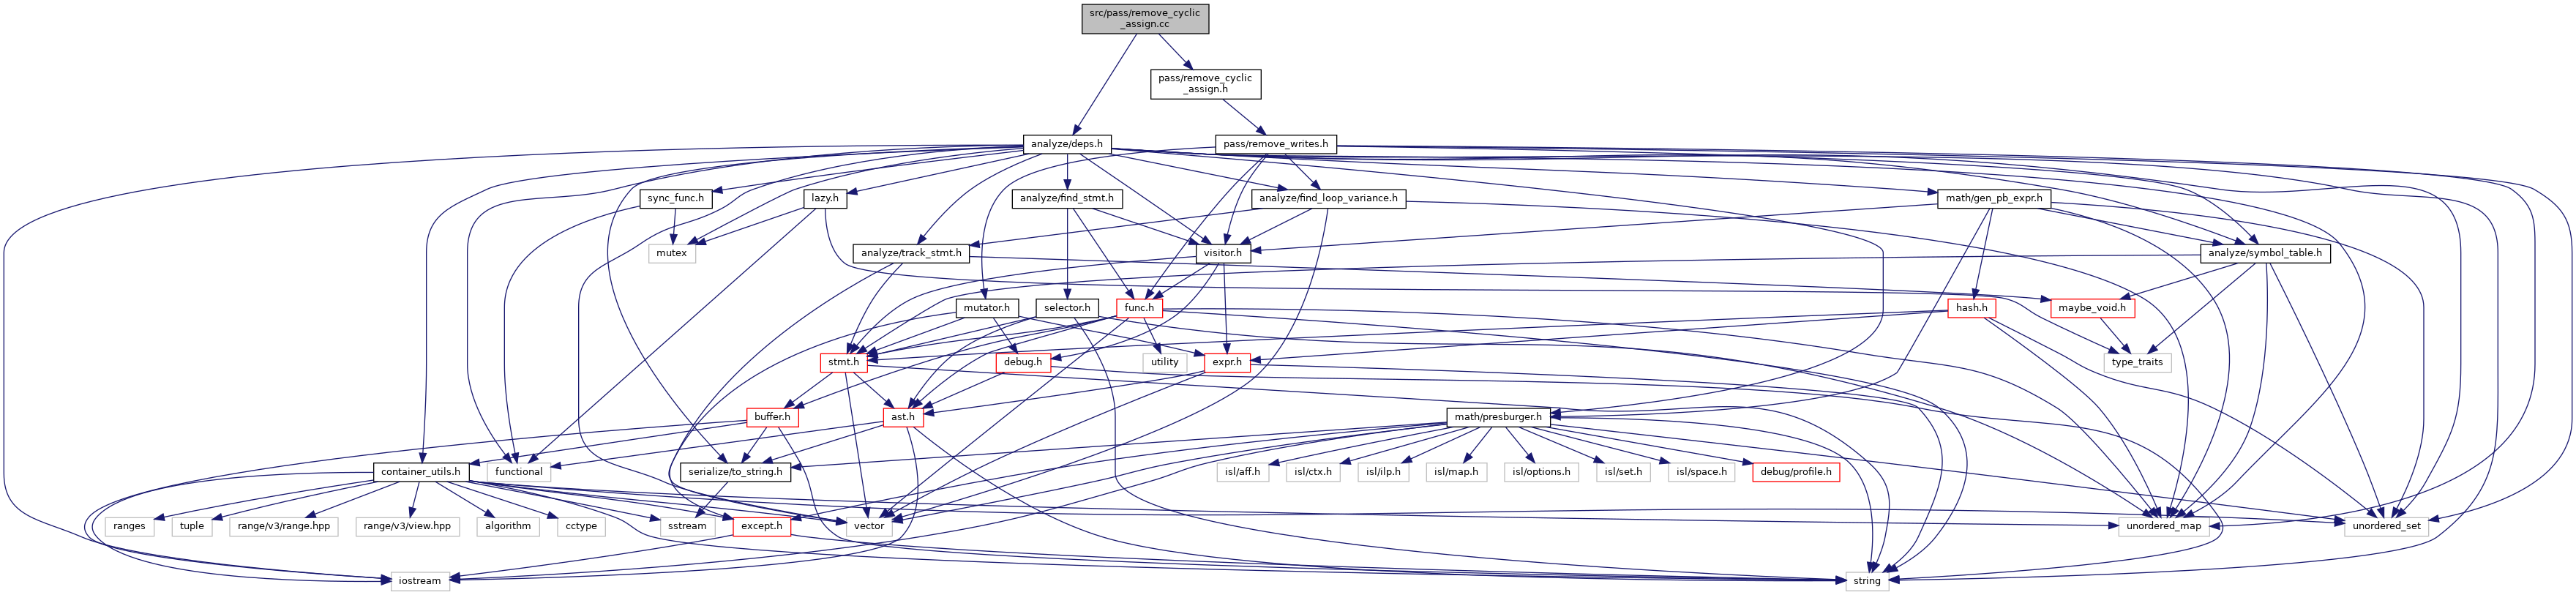 src/pass/remove_cyclic
_assign.cc
pass/remove_cyclic
_assign.h
analyze/deps.h
pass/remove_writes.h
sync_func.h
lazy.h
analyze/find_stmt.h
analyze/find_loop_variance.h
math/gen_pb_expr.h
mutex
analyze/track_stmt.h
visitor.h
analyze/symbol_table.h
mutator.h
selector.h
func.h
hash.h
maybe_void.h
stmt.h
debug.h
utility
expr.h
type_traits
buffer.h
ast.h
math/presburger.h
container_utils.h
functional
serialize/to_string.h
isl/aff.h
isl/ctx.h
isl/ilp.h
isl/map.h
isl/options.h
isl/set.h
isl/space.h
debug/profile.h
ranges
tuple
range/v3/range.hpp
range/v3/view.hpp
algorithm
cctype
sstream
except.h
vector
unordered_map
unordered_set
iostream
string